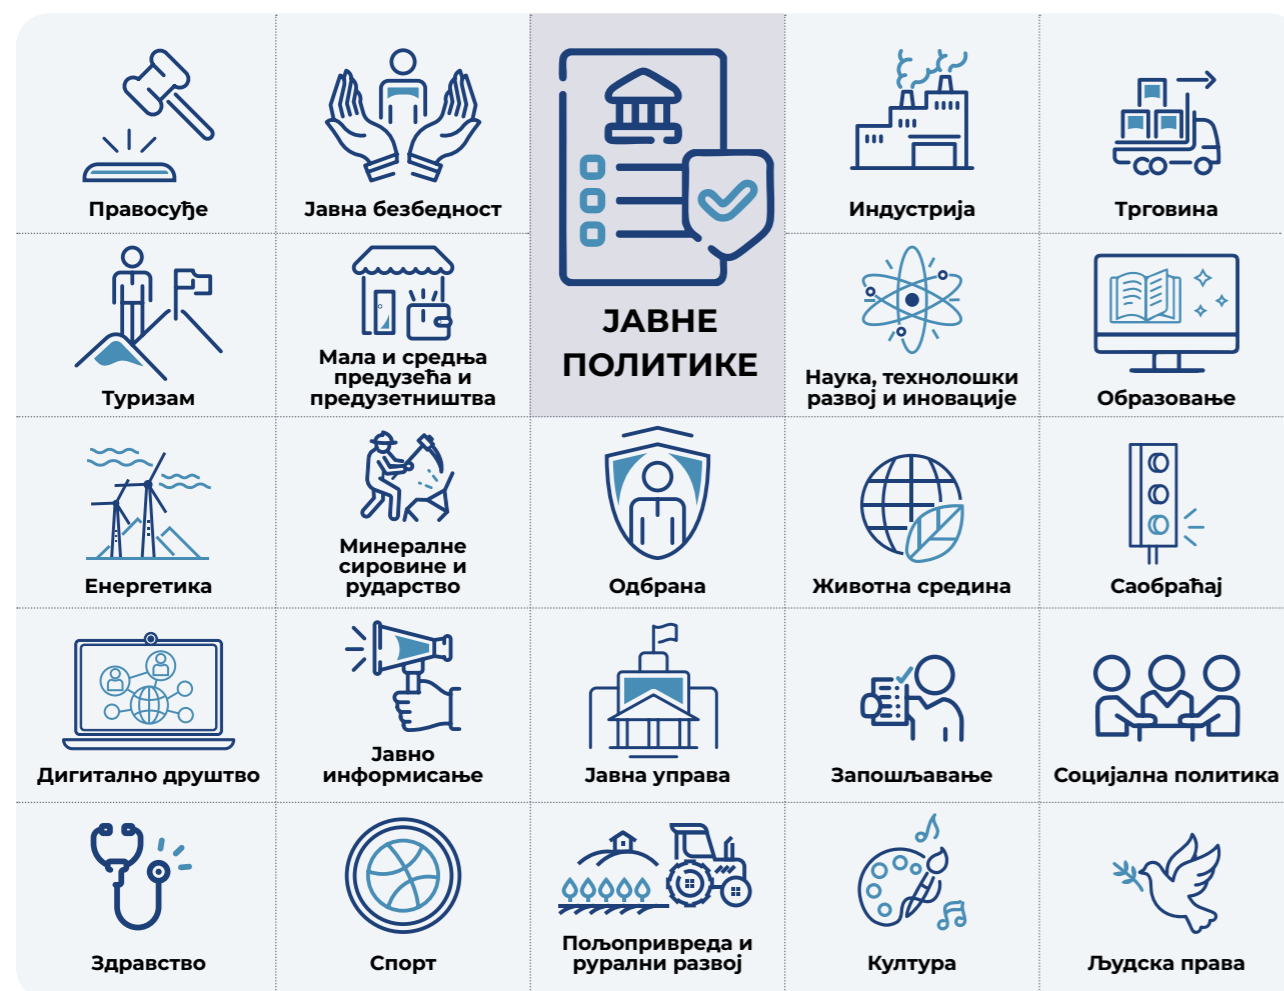 Правосуђе
Јавна безбедност
ЈАВНЕ
ПОЛИТИКЕ
Индустрија
Трговина
Туризам
Мала и средња
предузећа и
предузетништва
Наука, технолошки
развој и иновације
Образовање
Енергетика
Минералне
сировине и
рударство
Одбрана
Животна средина
Саобраћај
Дигитално друштво
Јавно
информисање
Јавна управа
Запошљавање
Социјална политика
Здравство
Спорт
Пољопривреда и
рурални развој
Култура
Људска права